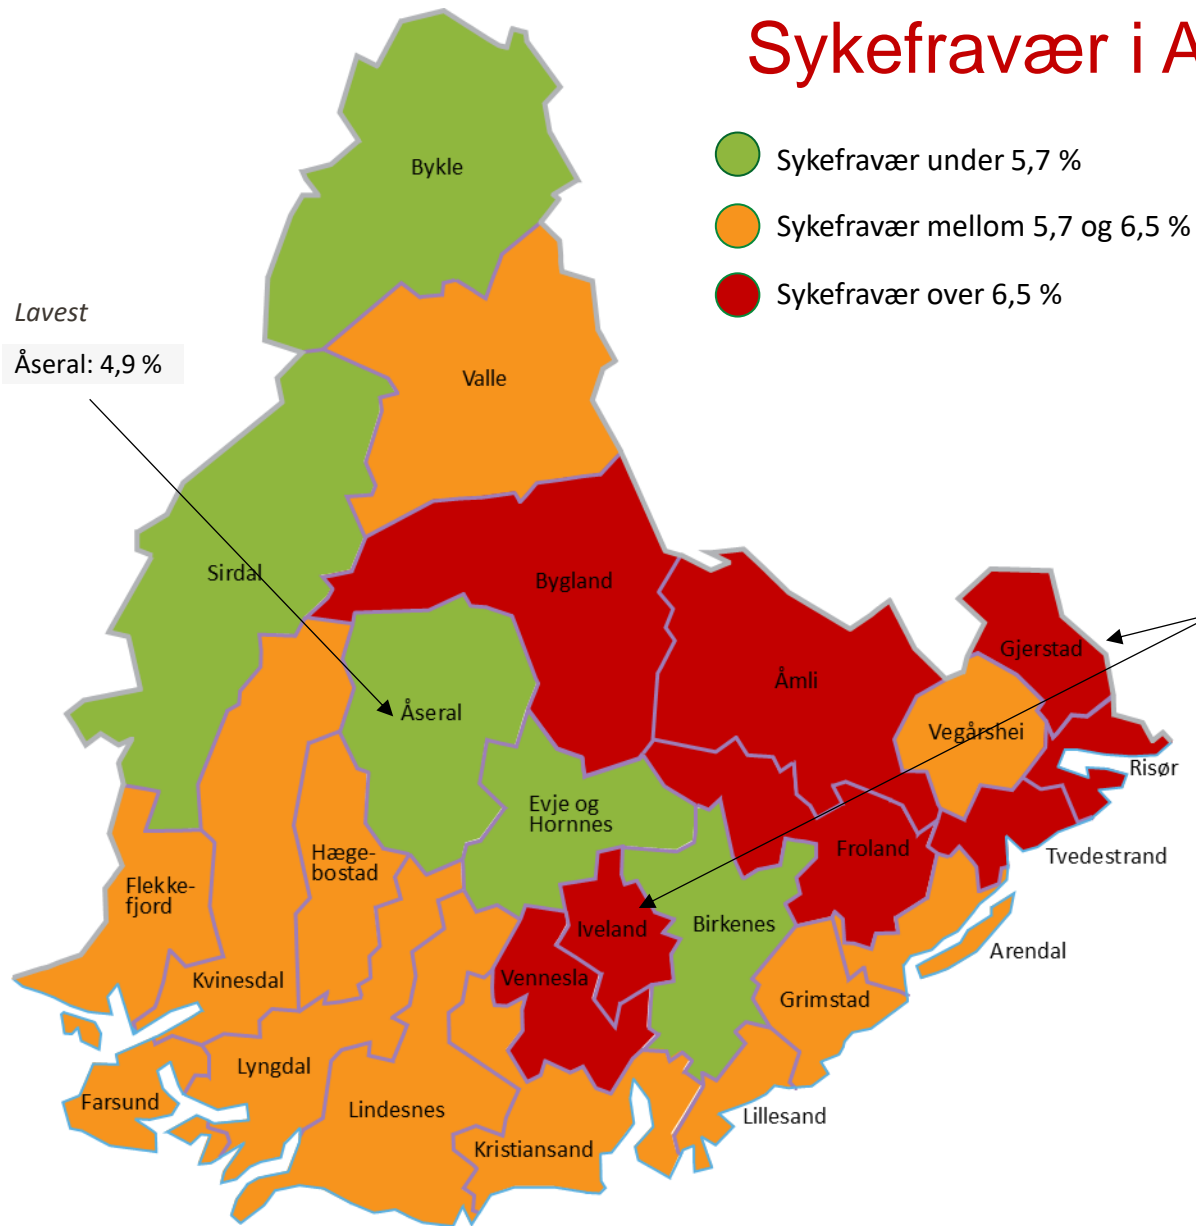 Sykefravær i A
Sykefravær under 5,7 %
Sykefravær mellom 5,7 og 6,5 %
Sykefravær over 6,5 %
Lavest
Åseral: 4,9 %
Bykle
Valle
Sirdal
Bygland
Gjerstad
Åmli
Åseral
Vegårshei
Risør
Evje og
Hornnes
Hæge-
bostad
Froland
Tvedestrand
Flekke-
fjord
Iveland
Birkenes
Arendal
Kvinesdal
Vennesla
Grimstad
Lyngdal
Farsund
Lindesnes
Lillesand
Kristiansand